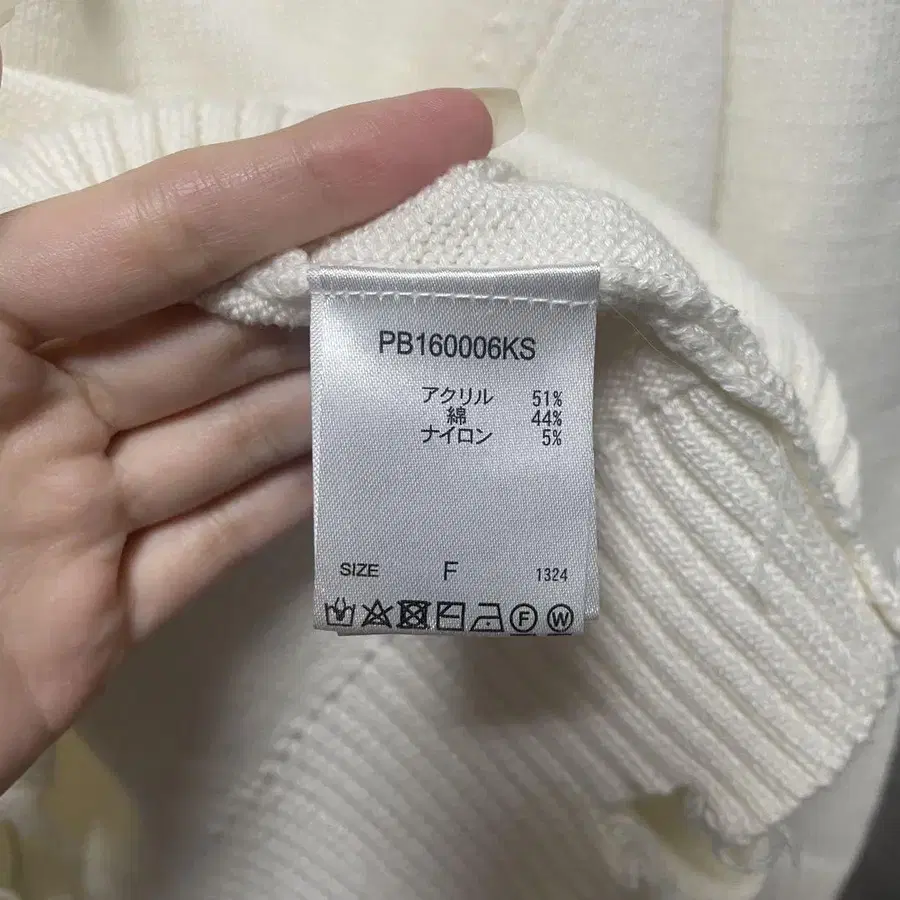 PB160006KS
アクリル 51%
綿 44%
ナイロン 5%
SIZE F 1324
F W